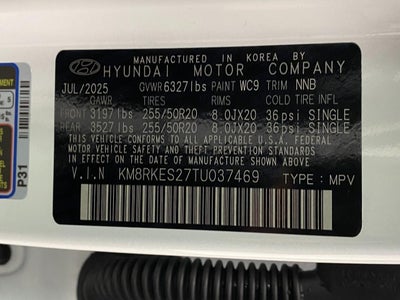 MANUFACTURED IN KOREA BY
HYUNDAI MOTOR COMPANY
JUL/2025 GVWR 6327lbs PAINT WC9 TRIM NNB
GAWR TIRES RIMS COLD TIRE INFL
FRONT 3197lbs 255/50R20 8.0JX20 36psi SINGLE
REAR 3527lbs 255/50R20 8.0JX20 36psi SINGLE
THIS VEHICLE CONFORMS TO ALL APPLICABLE U.S.A. FEDERAL
MOTOR VEHICLE SAFETY STANDARDS IN EFFECT ON THE DATE OF
MANUFACTURE SHOWN ABOVE.
V.I.N KM8RKES27TU037469 TYPE : MPV
P31